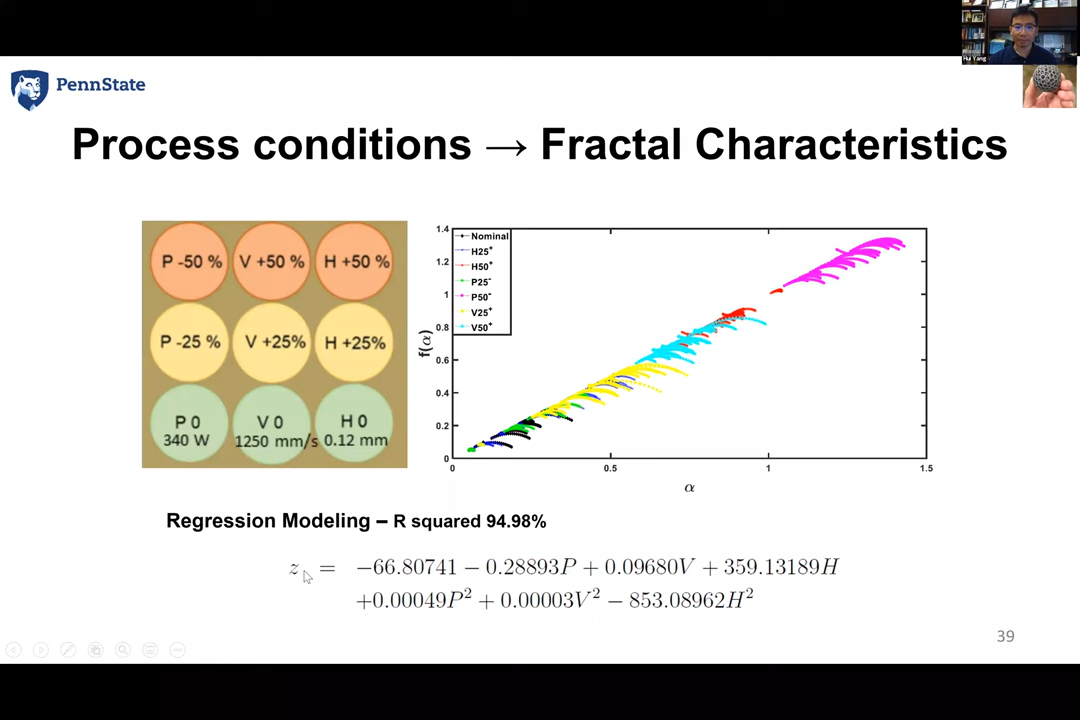 Hui Yang
PennState
Process conditions → Fractal Characteristics
P -50 % V +50 % H +50 %
P -25 % V +25% H +25%
P 0 V 0 H 0
340 W 1250 mm/s 0.12 mm
1.4
1.2
1
0.8
0.6
0.4
0.2
0
f(α)
Nominal
H25+
H50+
P25-
P50-
V25+
V50+
0 0.5 1 1.5
α
Regression Modeling – R squared 94.98%
z = −66.80741 − 0.28893P + 0.09680V + 359.13189H
+0.00049P² + 0.00003V² − 853.08962H²
39